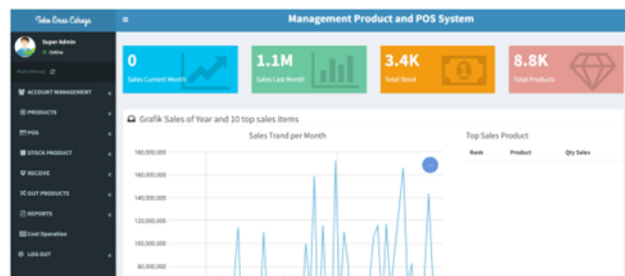 Toko Emas Cahaya
Management Product and POS System
Super Admin
Online
ACCOUNT MANAGEMENT
PRODUCTS
POS
STOCK PRODUCT
RECEIVE
OUT PRODUCTS
REPORTS
Cost Operation
LOG OUT
0
Sales Current Month
1.1M
Sales Last Month
3.4K
Total Stock
8.8K
Total Products
Grafik Sales of Year and 10 top sales items
Sales Trand per Month
180,000,000
160,000,000
140,000,000
120,000,000
100,000,000
80,000,000
Top Sales Product
Rank Product Qty Sales